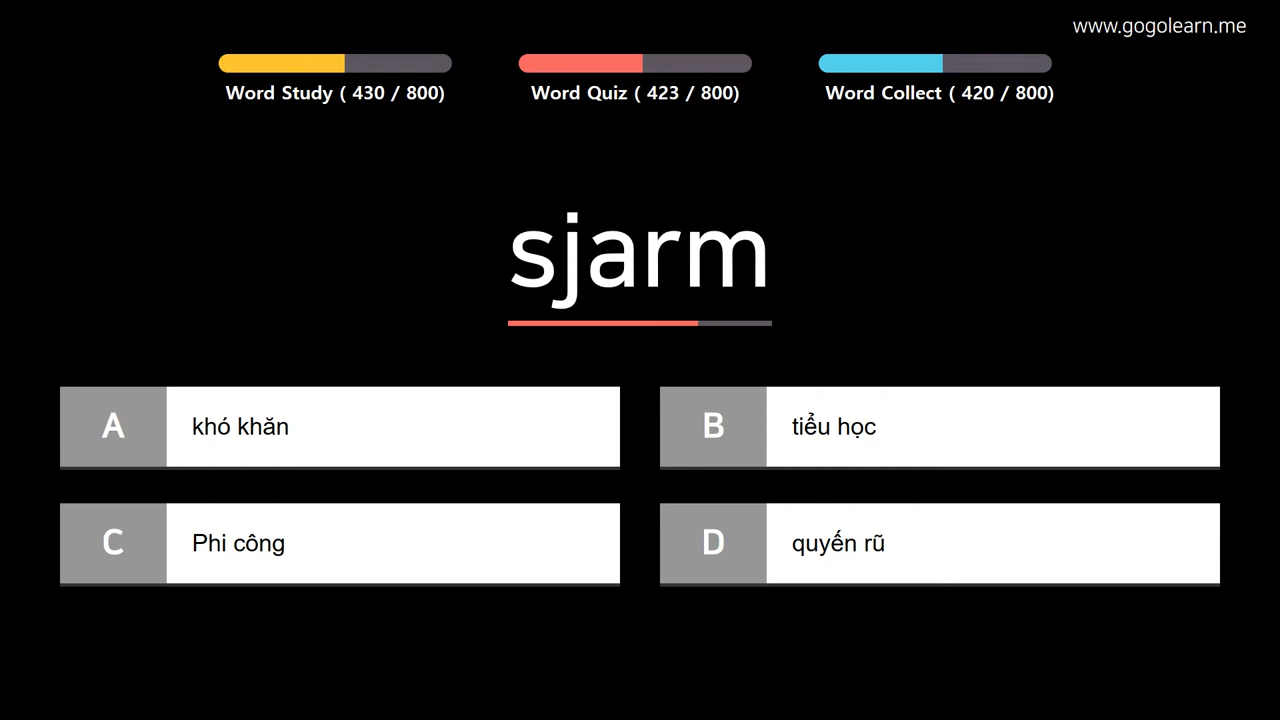 www.gogolearn.me
Word Study ( 430 / 800)
Word Quiz ( 423 / 800)
Word Collect ( 420 / 800)
sjarm
A
khó khăn
B
tiểu học
C
Phi công
D
quyến rũ